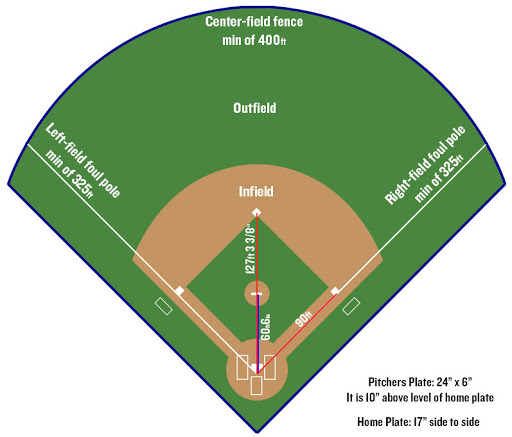 Center-field fence
min of 400ft
Outfield
Left-field foul pole
min of 325ft
Right-field foul pole
min of 325ft
Infield
127ft 3 3/8"
60ft6in
90ft
Pitchers Plate: 24" x 6"
It is 10" above level of home plate
Home Plate: 17" side to side